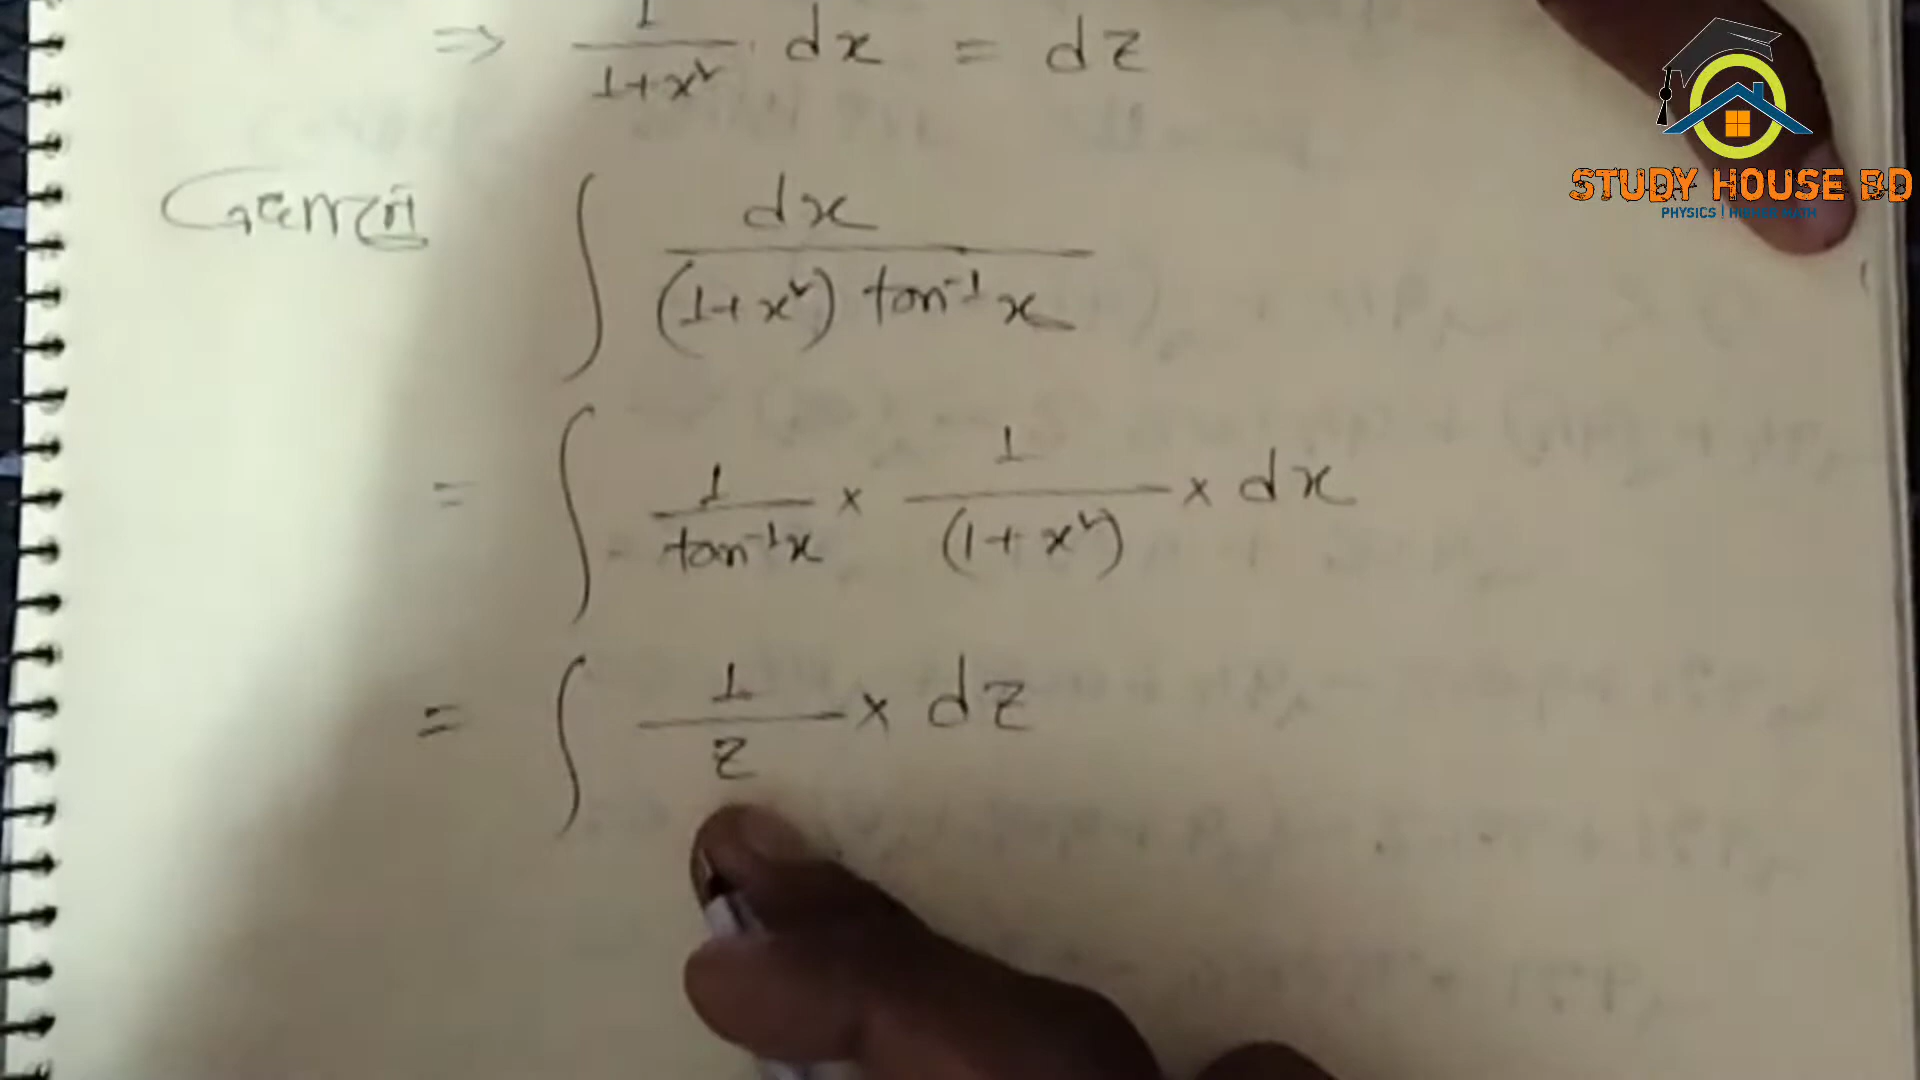 ⇒ 1/(1+x²) · dx = dz
STUDY HOUSE BD
PHYSICS | HIGHER MATH
∫ dx/((1+x²) tan⁻¹x)
= ∫ 1/(tan⁻¹x) × 1/((1+x²)) × dx
= ∫ 1/z × dz